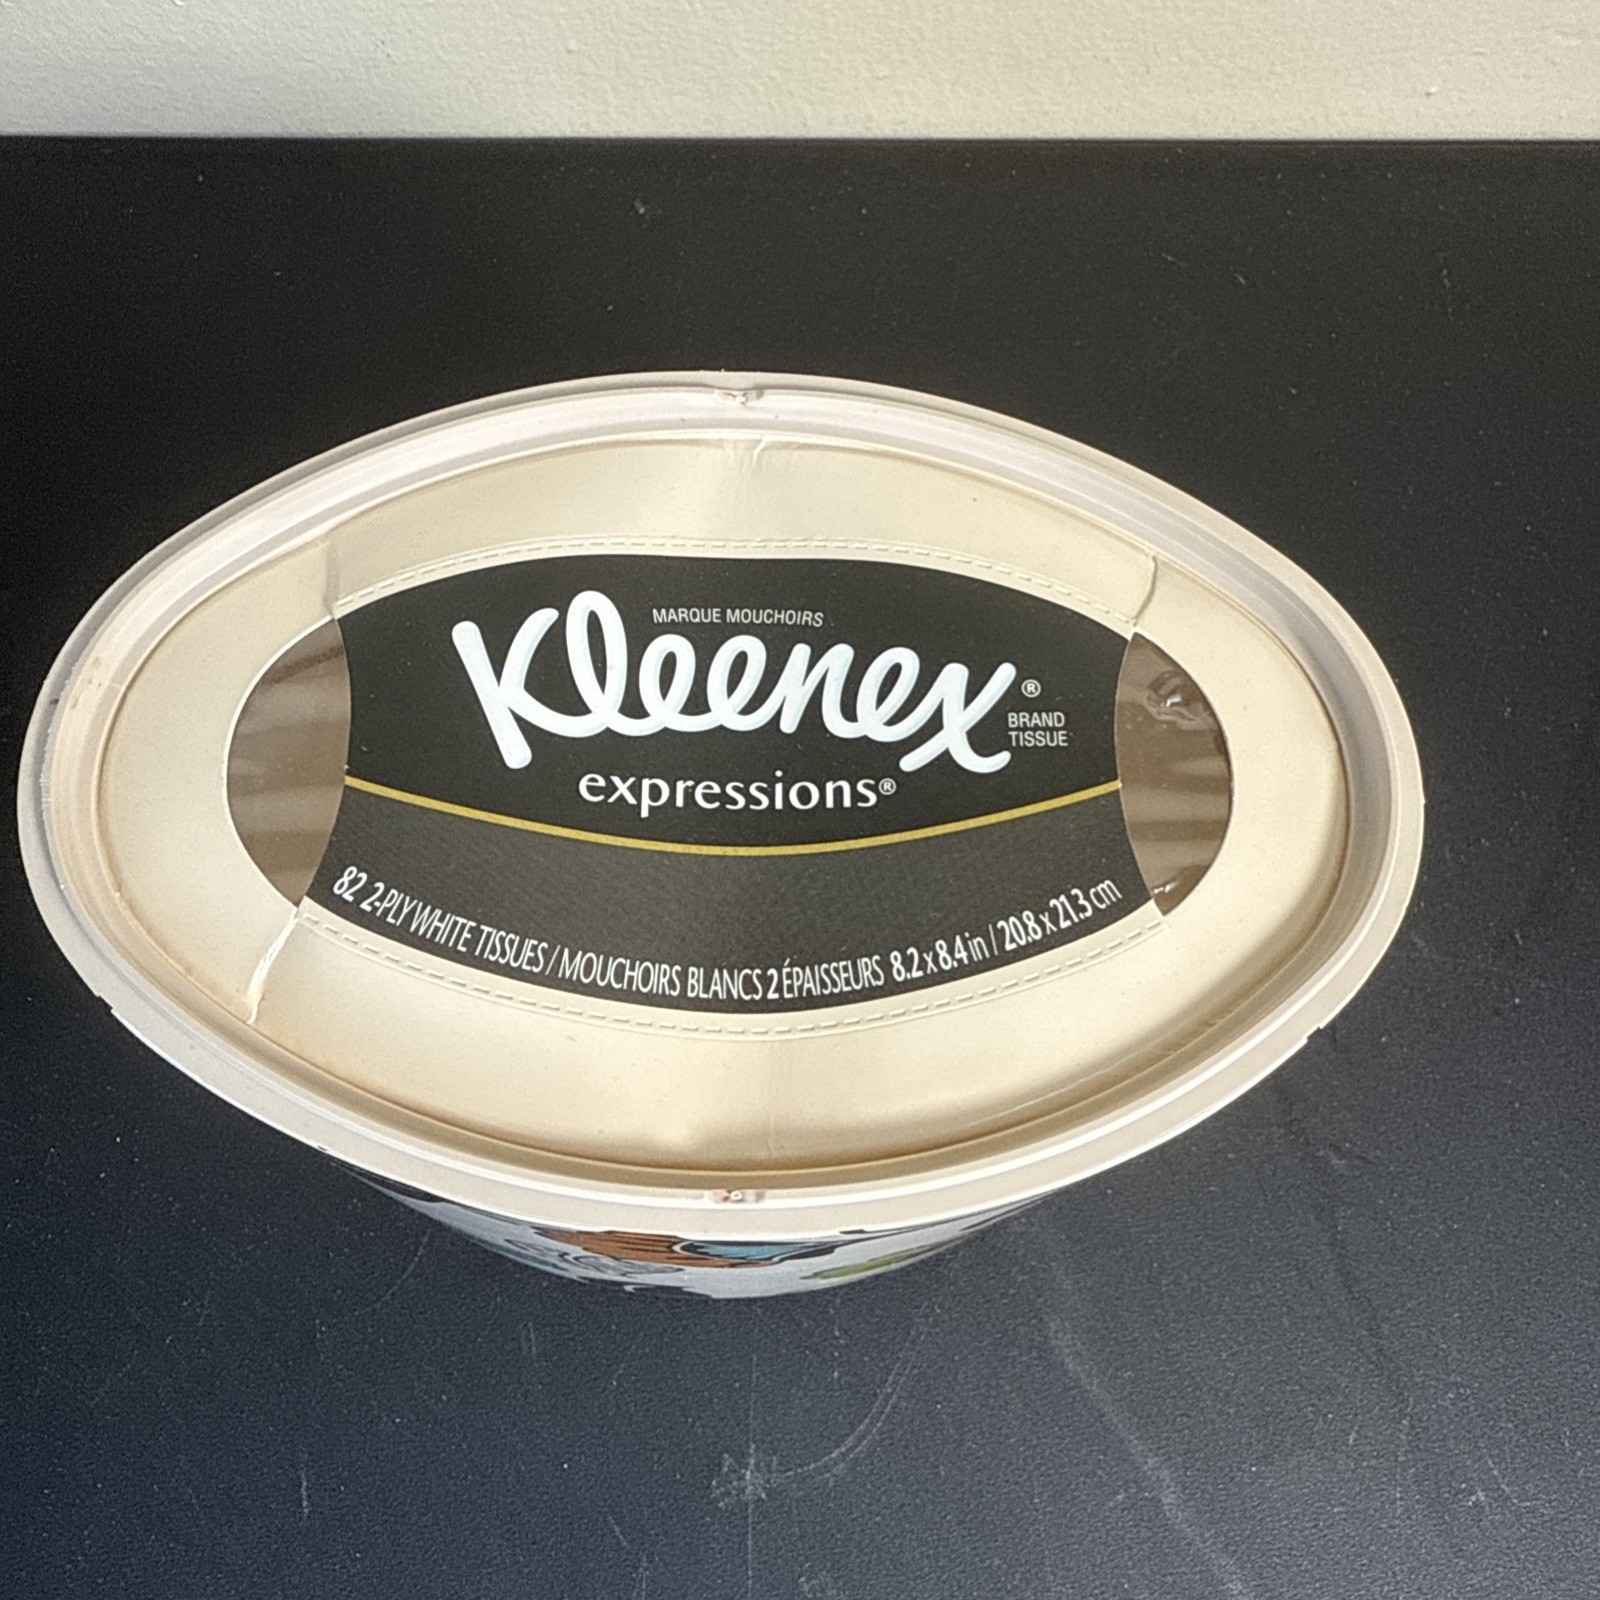 MARQUE MOUCHOIRS
Kleenex®
BRAND
TISSUE
expressions®
82 2-PLY WHITE TISSUES / MOUCHOIRS BLANCS 2 ÉPAISSEURS 8.2 x 8.4 in / 20.8 x 21.3 cm